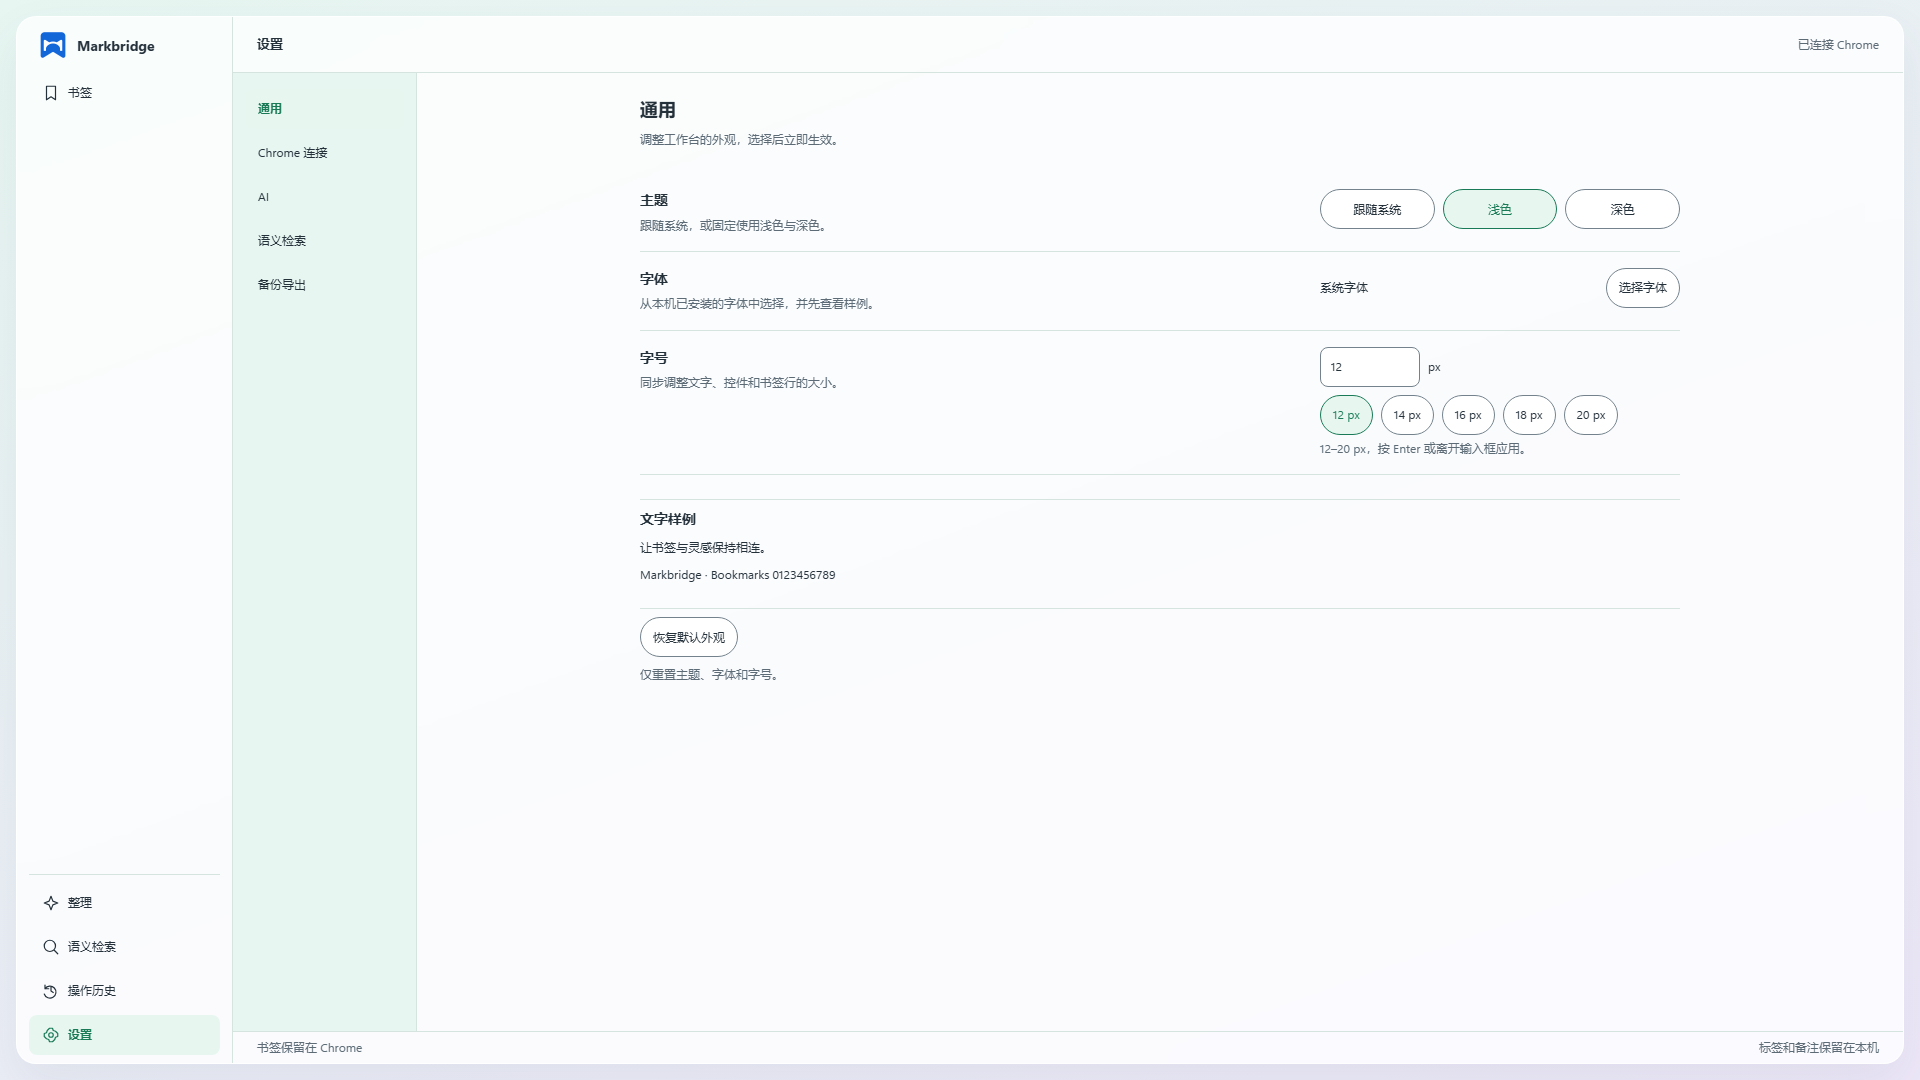 Markbridge
书签
整理
语义检索
操作历史
设置
设置
已连接 Chrome
通用
Chrome 连接
AI
语义检索
备份导出
通用
调整工作台的外观，选择后立即生效。
主题
跟随系统，或固定使用浅色与深色。
跟随系统
浅色
深色
字体
从本机已安装的字体中选择，并先查看样例。
系统字体
选择字体
字号
同步调整文字、控件和书签行的大小。
12 px
12 px
14 px
16 px
18 px
20 px
12–20 px，按 Enter 或离开输入框应用。
文字样例
让书签与灵感保持相连。
Markbridge · Bookmarks 0123456789
恢复默认外观
仅重置主题、字体和字号。
书签保留在 Chrome
标签和备注保留在本机